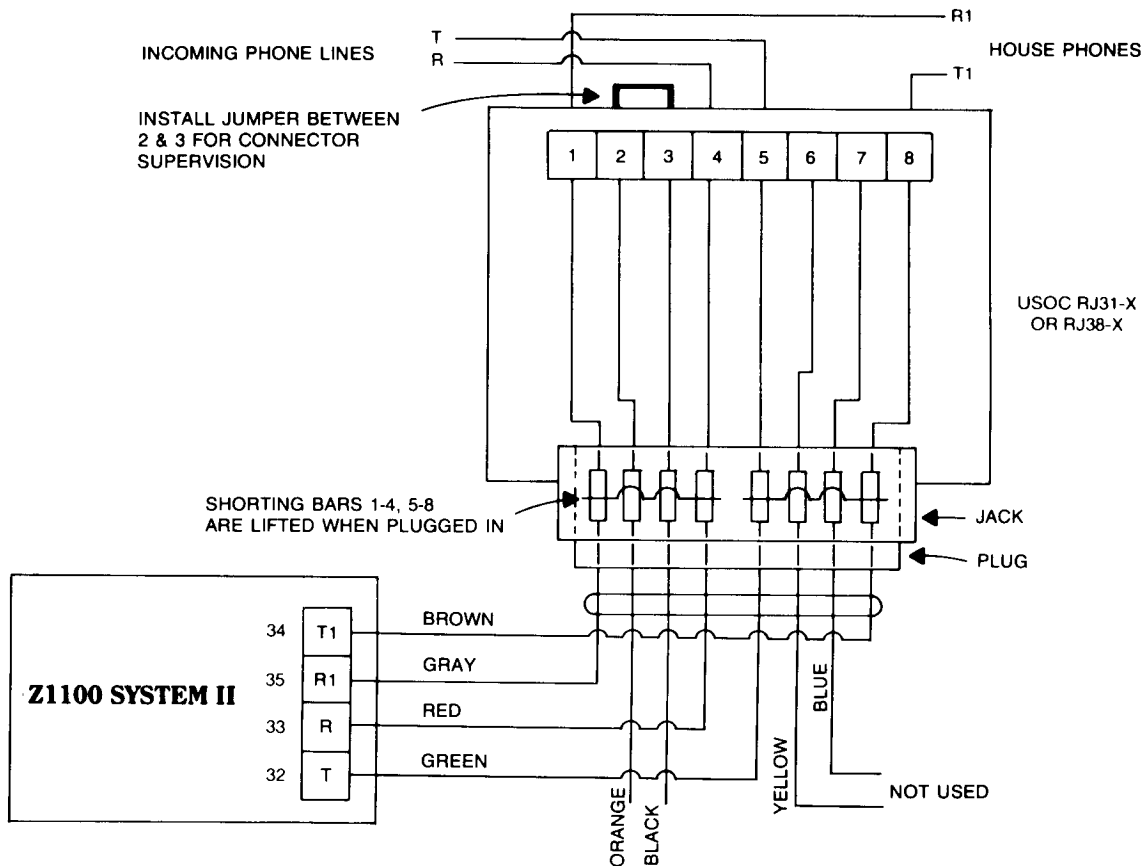 R1
T
INCOMING PHONE LINES
R
HOUSE PHONES
T1
INSTALL JUMPER BETWEEN
2 & 3 FOR CONNECTOR
SUPERVISION
1 2 3 4 5 6 7 8
USOC RJ31-X
OR RJ38-X
SHORTING BARS 1-4, 5-8
ARE LIFTED WHEN PLUGGED IN
JACK
PLUG
34 T1 BROWN
35 R1 GRAY
Z1100 SYSTEM II
33 R RED
32 T GREEN
ORANGE
BLACK
YELLOW
BLUE
NOT USED